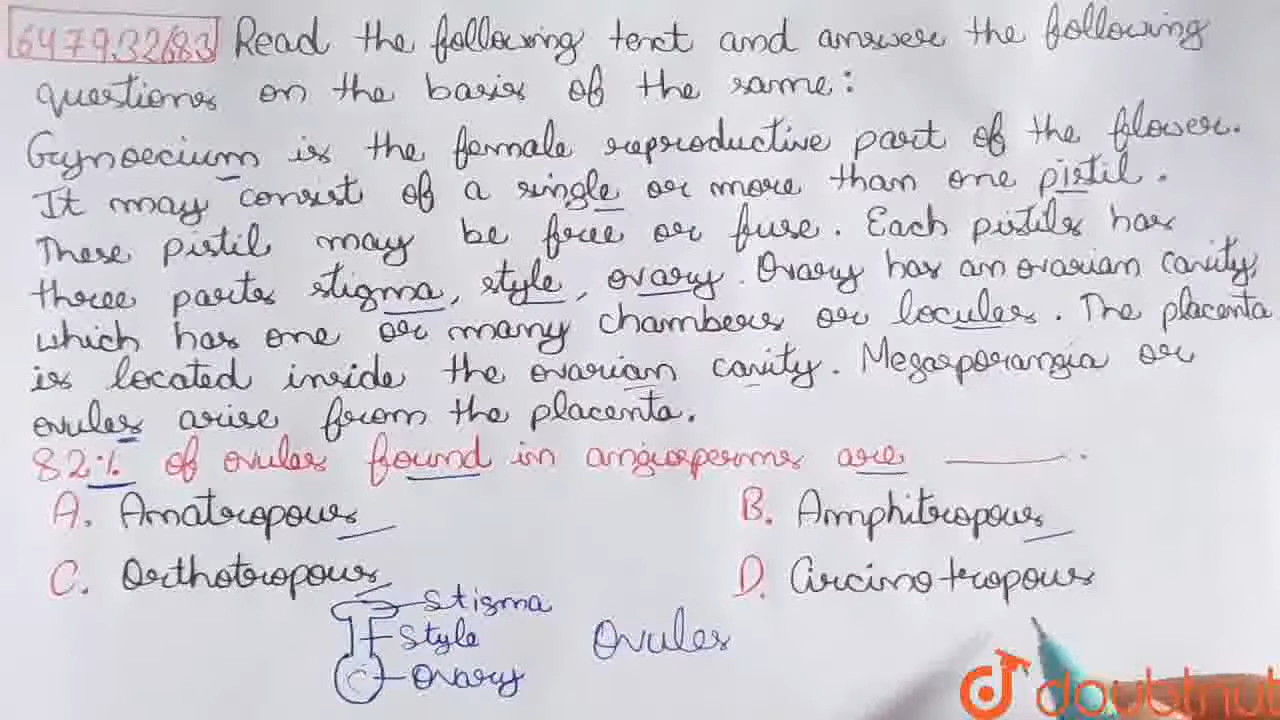 647932683 Read the following text and answer the following
questions on the basis of the same:
Gynoecium is the female reproductive part of the flower.
It may consist of a single or more than one pistil.
These pistil may be free or fuse. Each pistils has
three parts stigma, style, ovary. Ovary has an ovarian cavity,
which has one or many chambers or locules. The placenta
is located inside the ovarian cavity. Megasporangia or
ovules arise from the placenta.
82% of ovules found in angiosperms are ______.
A. Anatropous B. Amphitropous
C. Orthotropous D. Circinotropous
Stigma
Style Ovules
Ovary
doubtnut